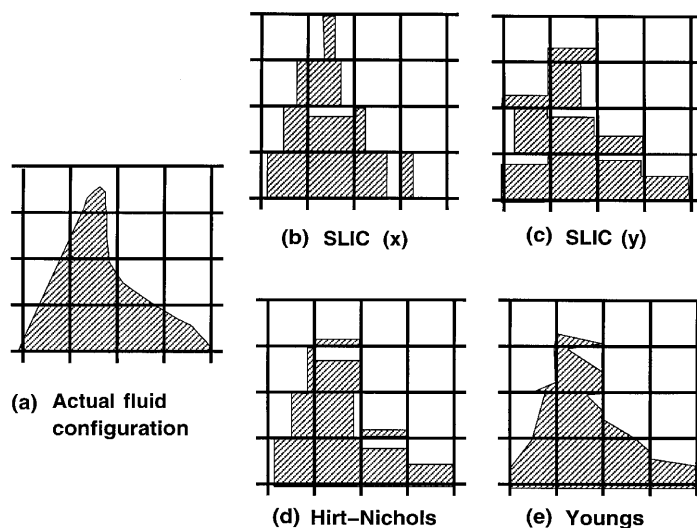 (b) SLIC (x)
(c) SLIC (y)
(a) Actual fluid
configuration
(d) Hirt–Nichols
(e) Youngs